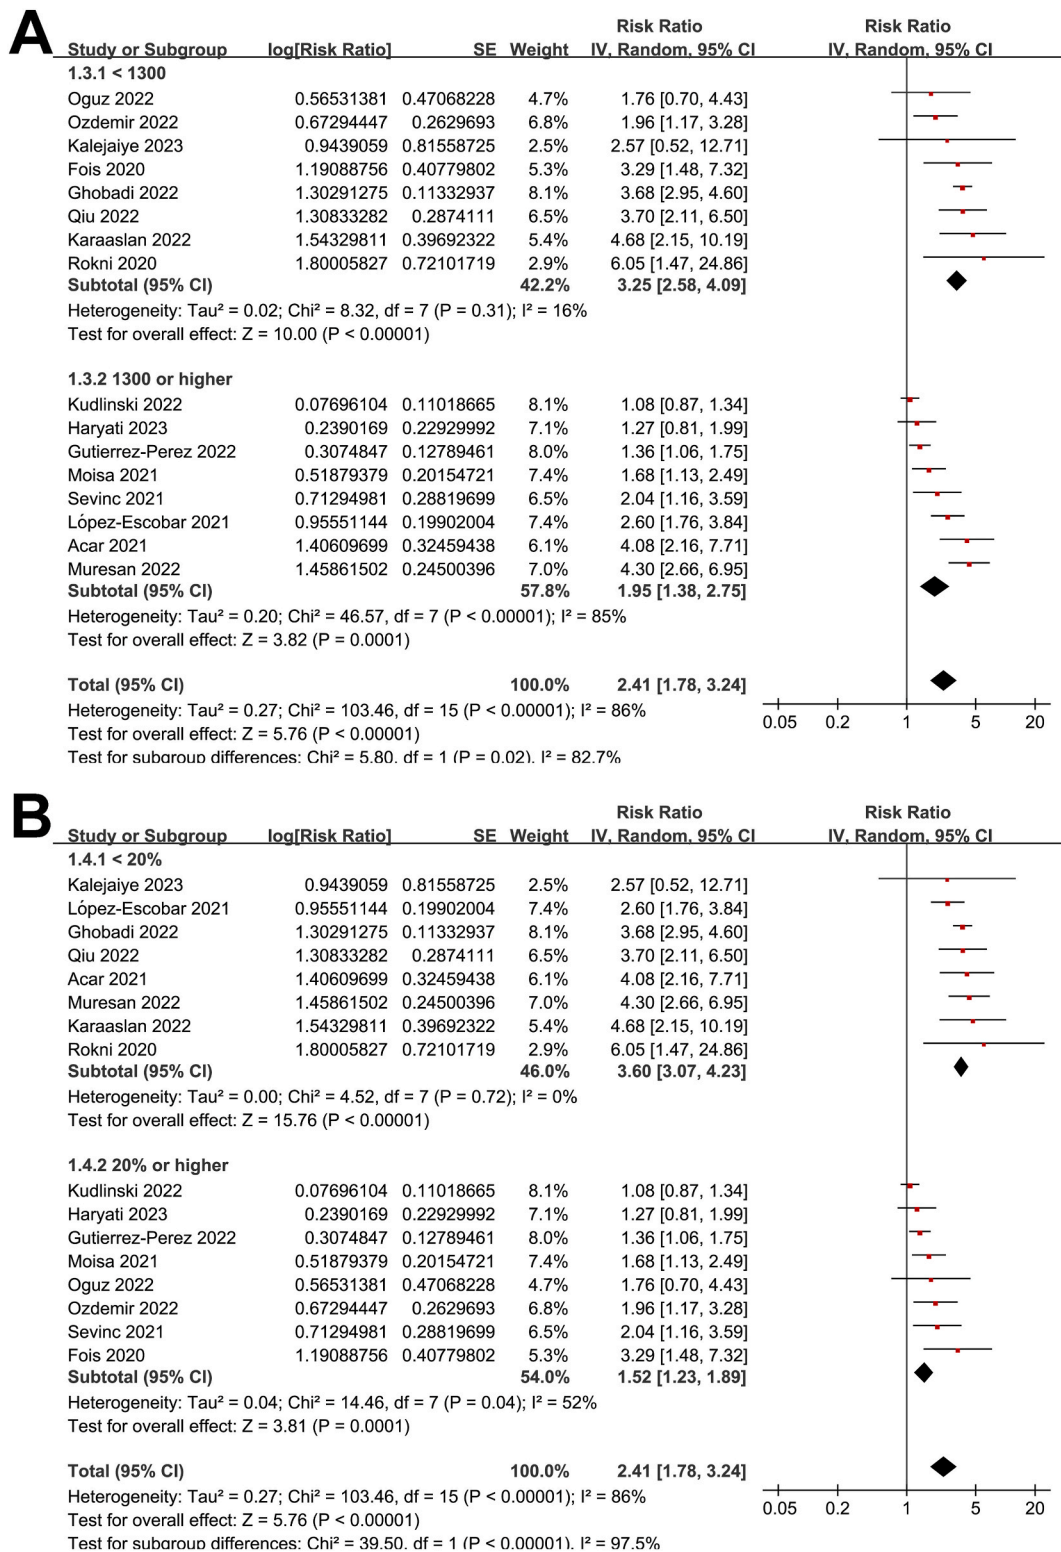 A
Risk Ratio Risk Ratio
Study or Subgroup log[Risk Ratio] SE Weight IV, Random, 95% CI IV, Random, 95% CI
1.3.1 < 1300
Oguz 2022 0.56531381 0.47068228 4.7% 1.76 [0.70, 4.43]
Ozdemir 2022 0.67294447 0.2629693 6.8% 1.96 [1.17, 3.28]
Kalejaiye 2023 0.9439059 0.81558725 2.5% 2.57 [0.52, 12.71]
Fois 2020 1.19088756 0.40779802 5.3% 3.29 [1.48, 7.32]
Ghobadi 2022 1.30291275 0.11332937 8.1% 3.68 [2.95, 4.60]
Qiu 2022 1.30833282 0.2874111 6.5% 3.70 [2.11, 6.50]
Karaaslan 2022 1.54329811 0.39692322 5.4% 4.68 [2.15, 10.19]
Rokni 2020 1.80005827 0.72101719 2.9% 6.05 [1.47, 24.86]
Subtotal (95% CI) 42.2% 3.25 [2.58, 4.09]
Heterogeneity: Tau² = 0.02; Chi² = 8.32, df = 7 (P = 0.31); I² = 16%
Test for overall effect: Z = 10.00 (P < 0.00001)
1.3.2 1300 or higher
Kudlinski 2022 0.07696104 0.11018665 8.1% 1.08 [0.87, 1.34]
Haryati 2023 0.2390169 0.22929992 7.1% 1.27 [0.81, 1.99]
Gutierrez-Perez 2022 0.3074847 0.12789461 8.0% 1.36 [1.06, 1.75]
Moisa 2021 0.51879379 0.20154721 7.4% 1.68 [1.13, 2.49]
Sevinc 2021 0.71294981 0.28819699 6.5% 2.04 [1.16, 3.59]
López-Escobar 2021 0.95551144 0.19902004 7.4% 2.60 [1.76, 3.84]
Acar 2021 1.40609699 0.32459438 6.1% 4.08 [2.16, 7.71]
Muresan 2022 1.45861502 0.24500396 7.0% 4.30 [2.66, 6.95]
Subtotal (95% CI) 57.8% 1.95 [1.38, 2.75]
Heterogeneity: Tau² = 0.20; Chi² = 46.57, df = 7 (P < 0.00001); I² = 85%
Test for overall effect: Z = 3.82 (P = 0.0001)
Total (95% CI) 100.0% 2.41 [1.78, 3.24]
Heterogeneity: Tau² = 0.27; Chi² = 103.46, df = 15 (P < 0.00001); I² = 86%
0.05 0.2 1 5 20
Test for overall effect: Z = 5.76 (P < 0.00001)
Test for subgroup differences: Chi² = 5.80, df = 1 (P = 0.02), I² = 82.7%
B
Risk Ratio Risk Ratio
Study or Subgroup log[Risk Ratio] SE Weight IV, Random, 95% CI IV, Random, 95% CI
1.4.1 < 20%
Kalejaiye 2023 0.9439059 0.81558725 2.5% 2.57 [0.52, 12.71]
López-Escobar 2021 0.95551144 0.19902004 7.4% 2.60 [1.76, 3.84]
Ghobadi 2022 1.30291275 0.11332937 8.1% 3.68 [2.95, 4.60]
Qiu 2022 1.30833282 0.2874111 6.5% 3.70 [2.11, 6.50]
Acar 2021 1.40609699 0.32459438 6.1% 4.08 [2.16, 7.71]
Muresan 2022 1.45861502 0.24500396 7.0% 4.30 [2.66, 6.95]
Karaaslan 2022 1.54329811 0.39692322 5.4% 4.68 [2.15, 10.19]
Rokni 2020 1.80005827 0.72101719 2.9% 6.05 [1.47, 24.86]
Subtotal (95% CI) 46.0% 3.60 [3.07, 4.23]
Heterogeneity: Tau² = 0.00; Chi² = 4.52, df = 7 (P = 0.72); I² = 0%
Test for overall effect: Z = 15.76 (P < 0.00001)
1.4.2 20% or higher
Kudlinski 2022 0.07696104 0.11018665 8.1% 1.08 [0.87, 1.34]
Haryati 2023 0.2390169 0.22929992 7.1% 1.27 [0.81, 1.99]
Gutierrez-Perez 2022 0.3074847 0.12789461 8.0% 1.36 [1.06, 1.75]
Moisa 2021 0.51879379 0.20154721 7.4% 1.68 [1.13, 2.49]
Oguz 2022 0.56531381 0.47068228 4.7% 1.76 [0.70, 4.43]
Ozdemir 2022 0.67294447 0.2629693 6.8% 1.96 [1.17, 3.28]
Sevinc 2021 0.71294981 0.28819699 6.5% 2.04 [1.16, 3.59]
Fois 2020 1.19088756 0.40779802 5.3% 3.29 [1.48, 7.32]
Subtotal (95% CI) 54.0% 1.52 [1.23, 1.89]
Heterogeneity: Tau² = 0.04; Chi² = 14.46, df = 7 (P = 0.04); I² = 52%
Test for overall effect: Z = 3.81 (P = 0.0001)
Total (95% CI) 100.0% 2.41 [1.78, 3.24]
Heterogeneity: Tau² = 0.27; Chi² = 103.46, df = 15 (P < 0.00001); I² = 86%
0.05 0.2 1 5 20
Test for overall effect: Z = 5.76 (P < 0.00001)
Test for subgroup differences: Chi² = 39.50, df = 1 (P < 0.00001), I² = 97.5%